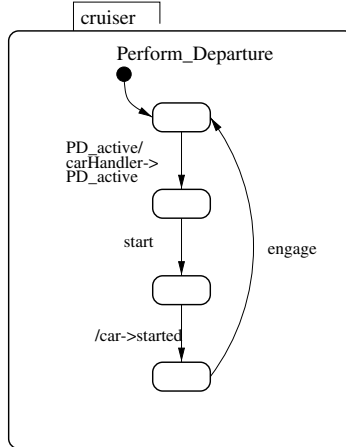 cruiser
Perform_Departure
PD_active/
carHandler->
PD_active
start
engage
/car->started